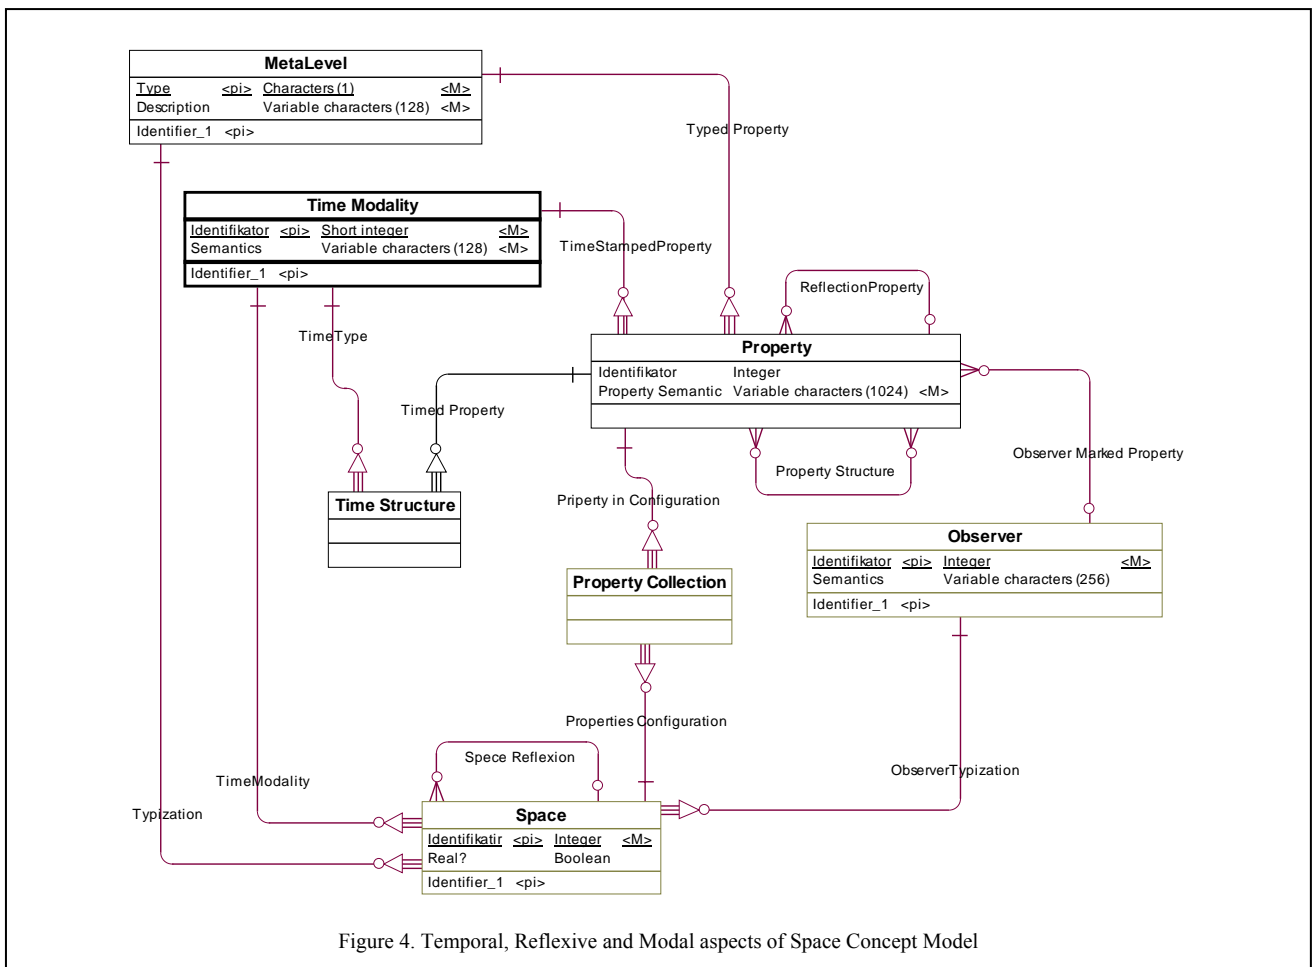 MetaLevel
Type <pi> Characters (1) <M>
Description Variable characters (128) <M>
Identifier_1 <pi>
Typed Property
Time Modality
Identifikator <pi> Short integer <M>
Semantics Variable characters (128) <M>
Identifier_1 <pi>
TimeStampedProperty
ReflectionProperty
TimeType
Property
Identifikator Integer
Property Semantic Variable characters (1024) <M>
Timed Property
Observer Marked Property
Property Structure
Priperty in Configuration
Time Structure
Observer
Identifikator <pi> Integer <M>
Semantics Variable characters (256)
Identifier_1 <pi>
Property Collection
Properties Configuration
Spece Reflexion
ObserverTypization
TimeModality
Typization
Space
Identifikatir <pi> Integer <M>
Real? Boolean
Identifier_1 <pi>
Figure 4. Temporal, Reflexive and Modal aspects of Space Concept Model